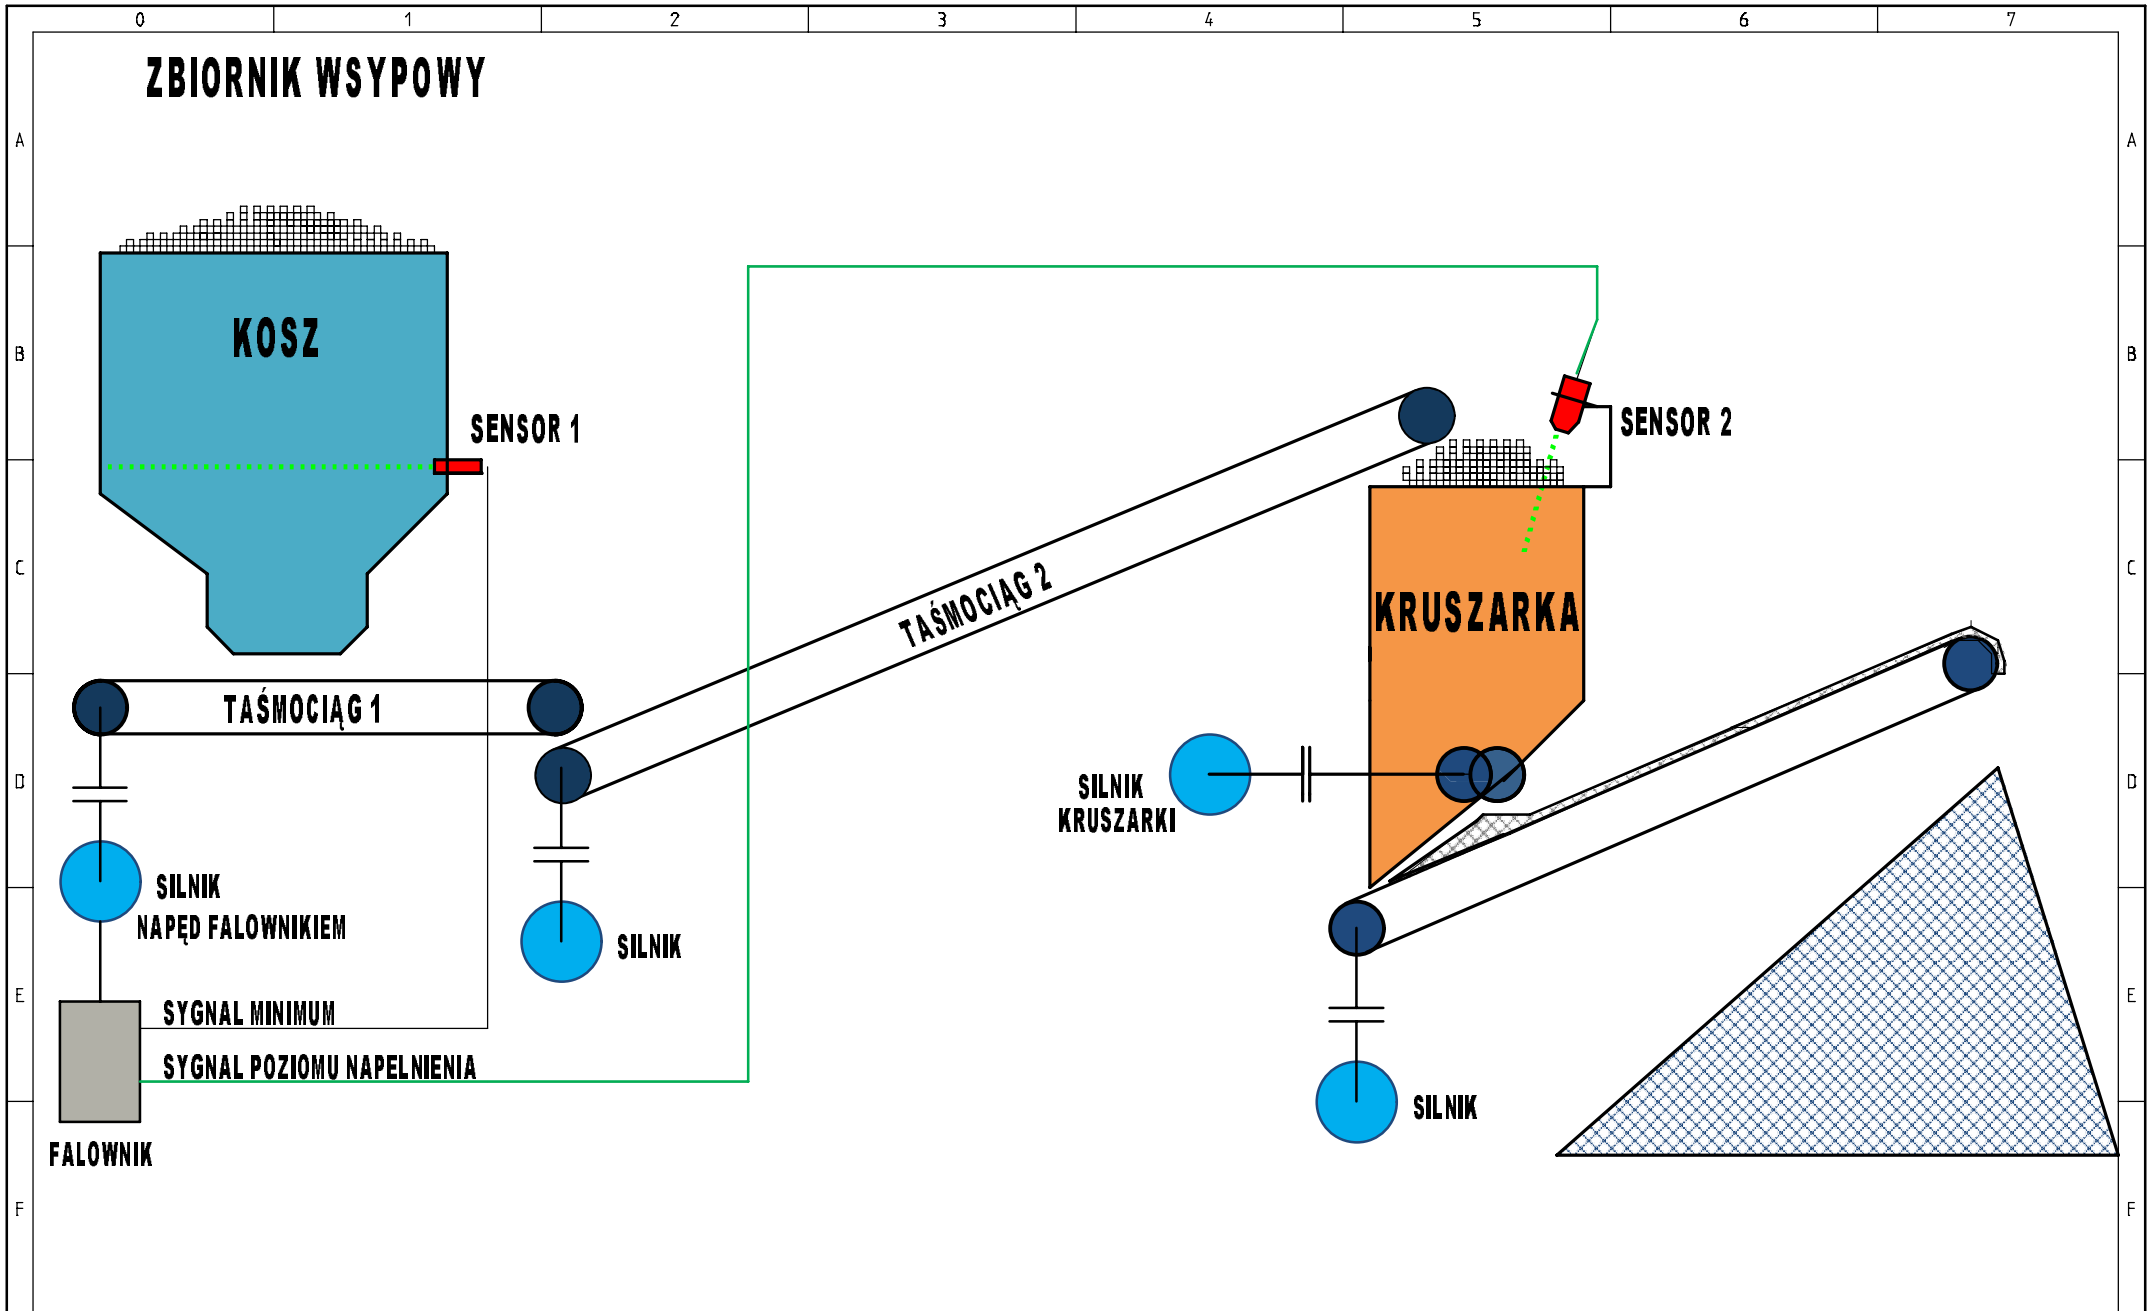 0 1 2 3 4 5 6 7
ZBIORNIK WSYPOWY
A A
KOSZ
B B
SENSOR 1
SENSOR 2
C C
TAŚMOCIĄG 2
KRUSZARKA
TAŚMOCIĄG 1
D D
SILNIK
KRUSZARKI
SILNIK
NAPĘD FALOWNIKIEM
SILNIK
E E
SYGNAL MINIMUM
SYGNAL POZIOMU NAPELNIENIA
SILNIK
FALOWNIK
F F